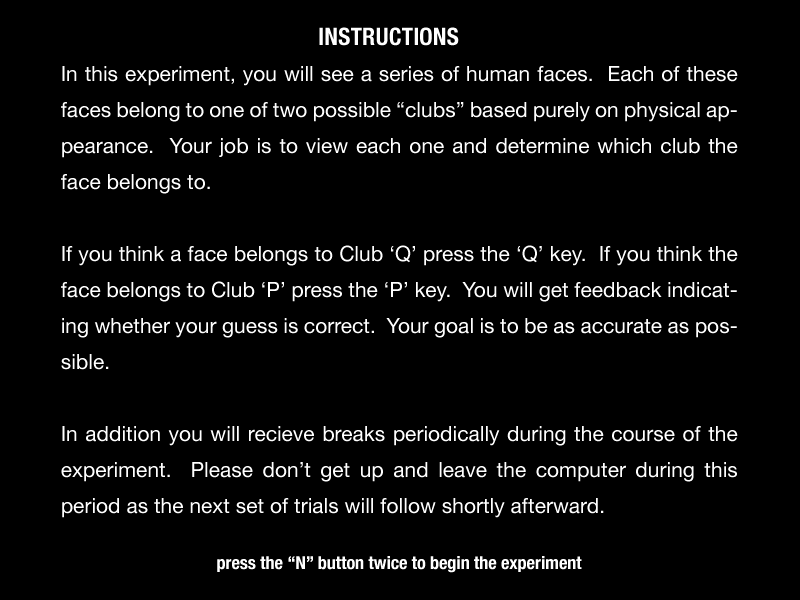 INSTRUCTIONS
In this experiment, you will see a series of human faces.  Each of these
faces belong to one of two possible “clubs” based purely on physical ap-
pearance.  Your job is to view each one and determine which club the
face belongs to.
If you think a face belongs to Club ‘Q’ press the ‘Q’ key.  If you think the
face belongs to Club ‘P’ press the ‘P’ key.  You will get feedback indicat-
ing whether your guess is correct.  Your goal is to be as accurate as pos-
sible.
In addition you will recieve breaks periodically during the course of the
experiment.  Please don’t get up and leave the computer during this
period as the next set of trials will follow shortly afterward.
press the “N” button twice to begin the experiment